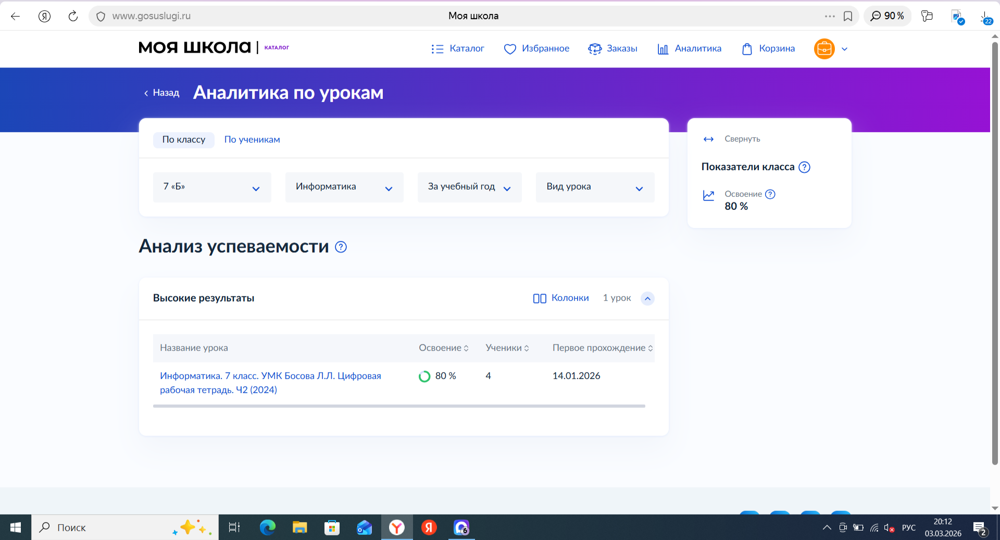 www.gosuslugi.ru
Моя школа
90 %
22
МОЯ ШКОЛА | КАТАЛОГ
Каталог
Избранное
Заказы
Аналитика
Корзина
Назад
Аналитика по урокам
По классу
По ученикам
Свернуть
Показатели класса ?
7 «Б»
Информатика
За учебный год
Вид урока
Освоение ?
80 %
Анализ успеваемости ?
Высокие результаты
Колонки
1 урок
Название урока
Освоение
Ученики
Первое прохождение
Информатика. 7 класс. УМК Босова Л.Л. Цифровая
рабочая тетрадь. Ч2 (2024)
80 %
4
14.01.2026
Поиск
6
РУС
20:12
03.03.2026
2